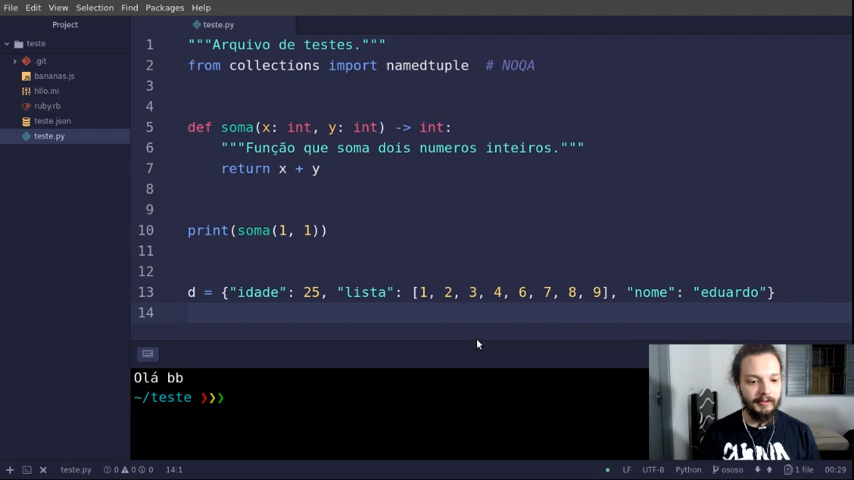 File Edit View Selection Find Packages Help
Project
teste.py
teste
.git
bananas.js
hllo.ini
ruby.rb
teste.json
teste.py
1 """Arquivo de testes."""
2 from collections import namedtuple # NOQA
3
4
5 def soma(x: int, y: int) -> int:
6 """Função que soma dois numeros inteiros."""
7 return x + y
8
9
10 print(soma(1, 1))
11
12
13 d = {"idade": 25, "lista": [1, 2, 3, 4, 6, 7, 8, 9], "nome": "eduardo"}
14
Olá bb
~/teste ❯❯❯
teste.py 0 0 0 14:1 LF UTF-8 Python ososo 1 file 00:29